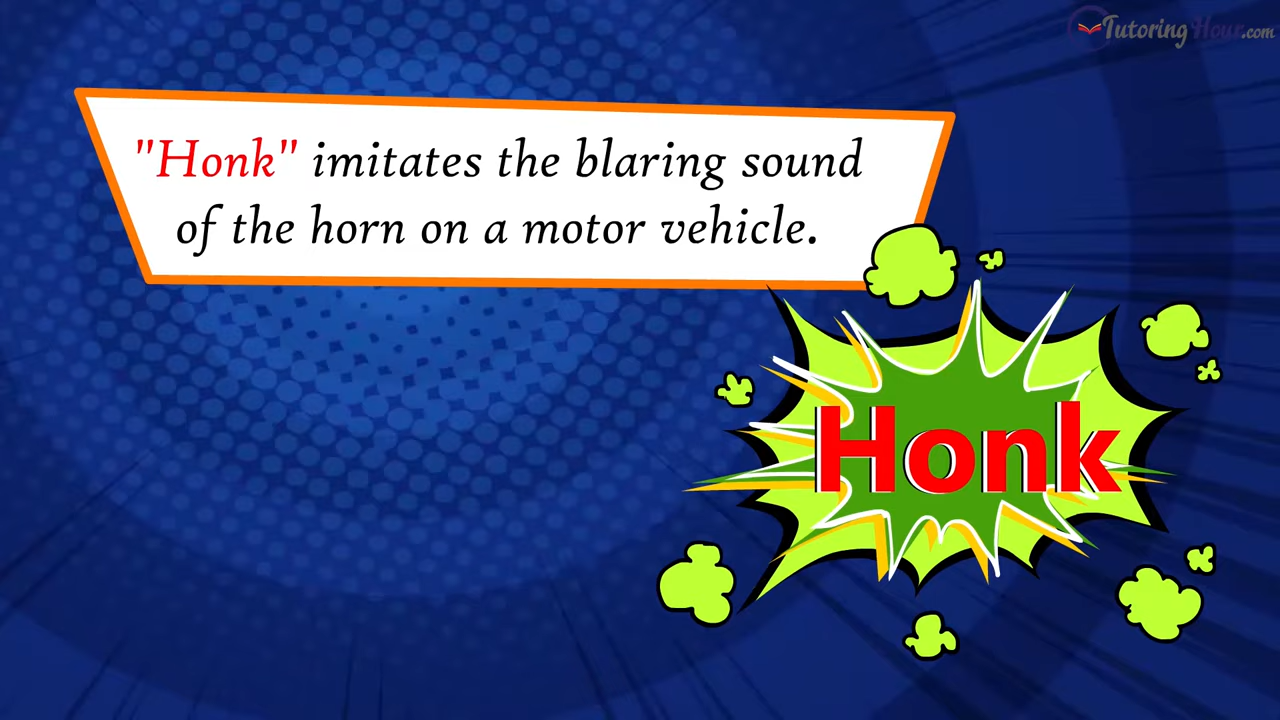 TutoringHour.com
"Honk" imitates the blaring sound
of the horn on a motor vehicle.
Honk